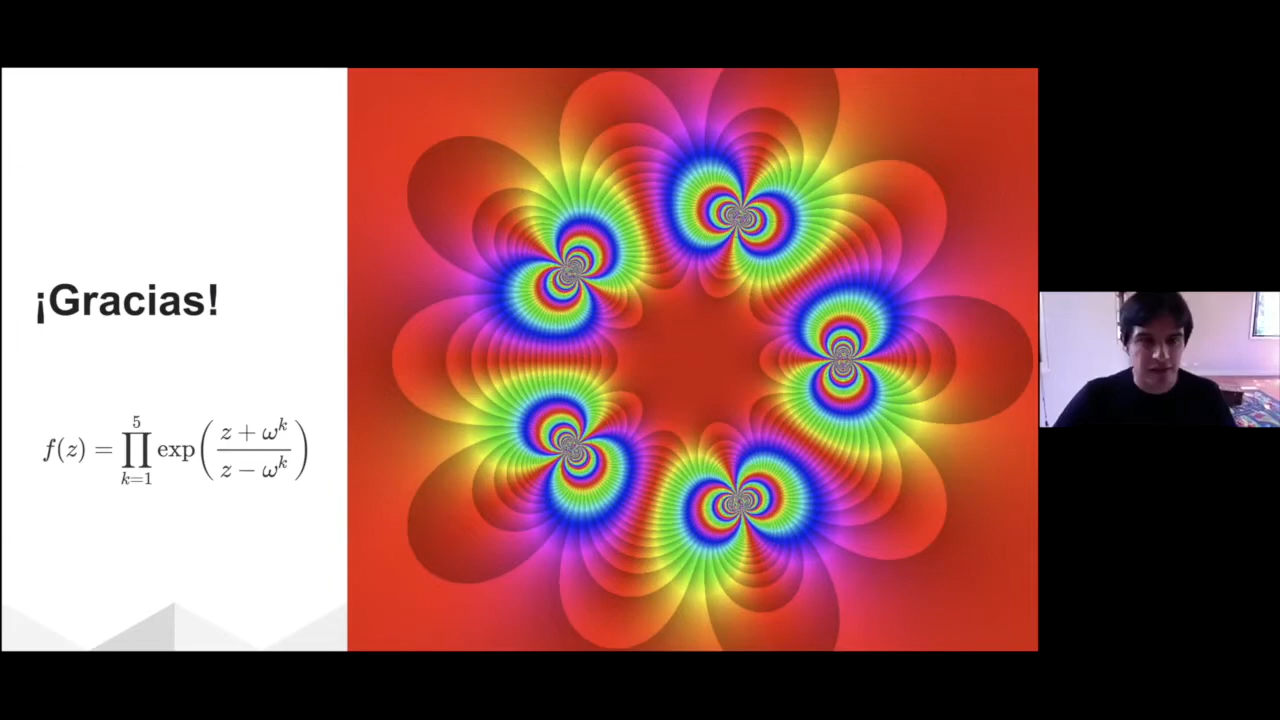 ¡Gracias!
f(z) = ∏_{k=1}^{5} exp( (z + ω^k) / (z − ω^k) )